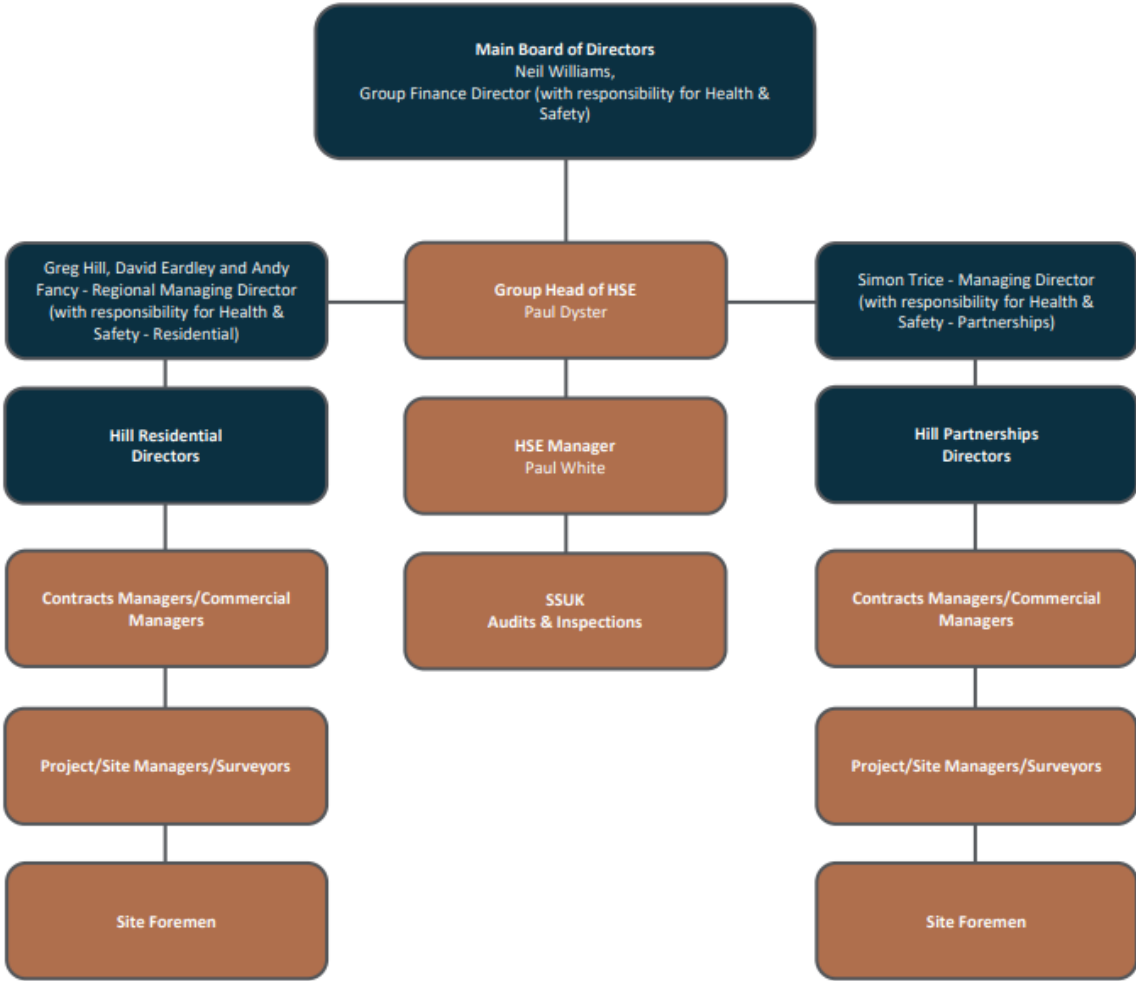 Main Board of Directors
Neil Williams,
Group Finance Director (with responsibility for Health &
Safety)
Greg Hill, David Eardley and Andy
Fancy - Regional Managing Director
(with responsibility for Health &
Safety - Residential)
Group Head of HSE
Paul Dyster
Simon Trice - Managing Director
(with responsibility for Health &
Safety - Partnerships)
Hill Residential
Directors
HSE Manager
Paul White
Hill Partnerships
Directors
Contracts Managers/Commercial
Managers
SSUK
Audits & Inspections
Contracts Managers/Commercial
Managers
Project/Site Managers/Surveyors
Project/Site Managers/Surveyors
Site Foremen
Site Foremen